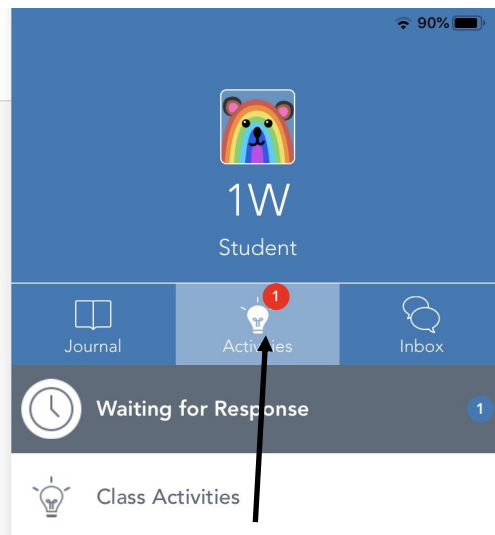 90%
1W
Student
1
Journal Activities Inbox
Waiting for Response 1
Class Activities